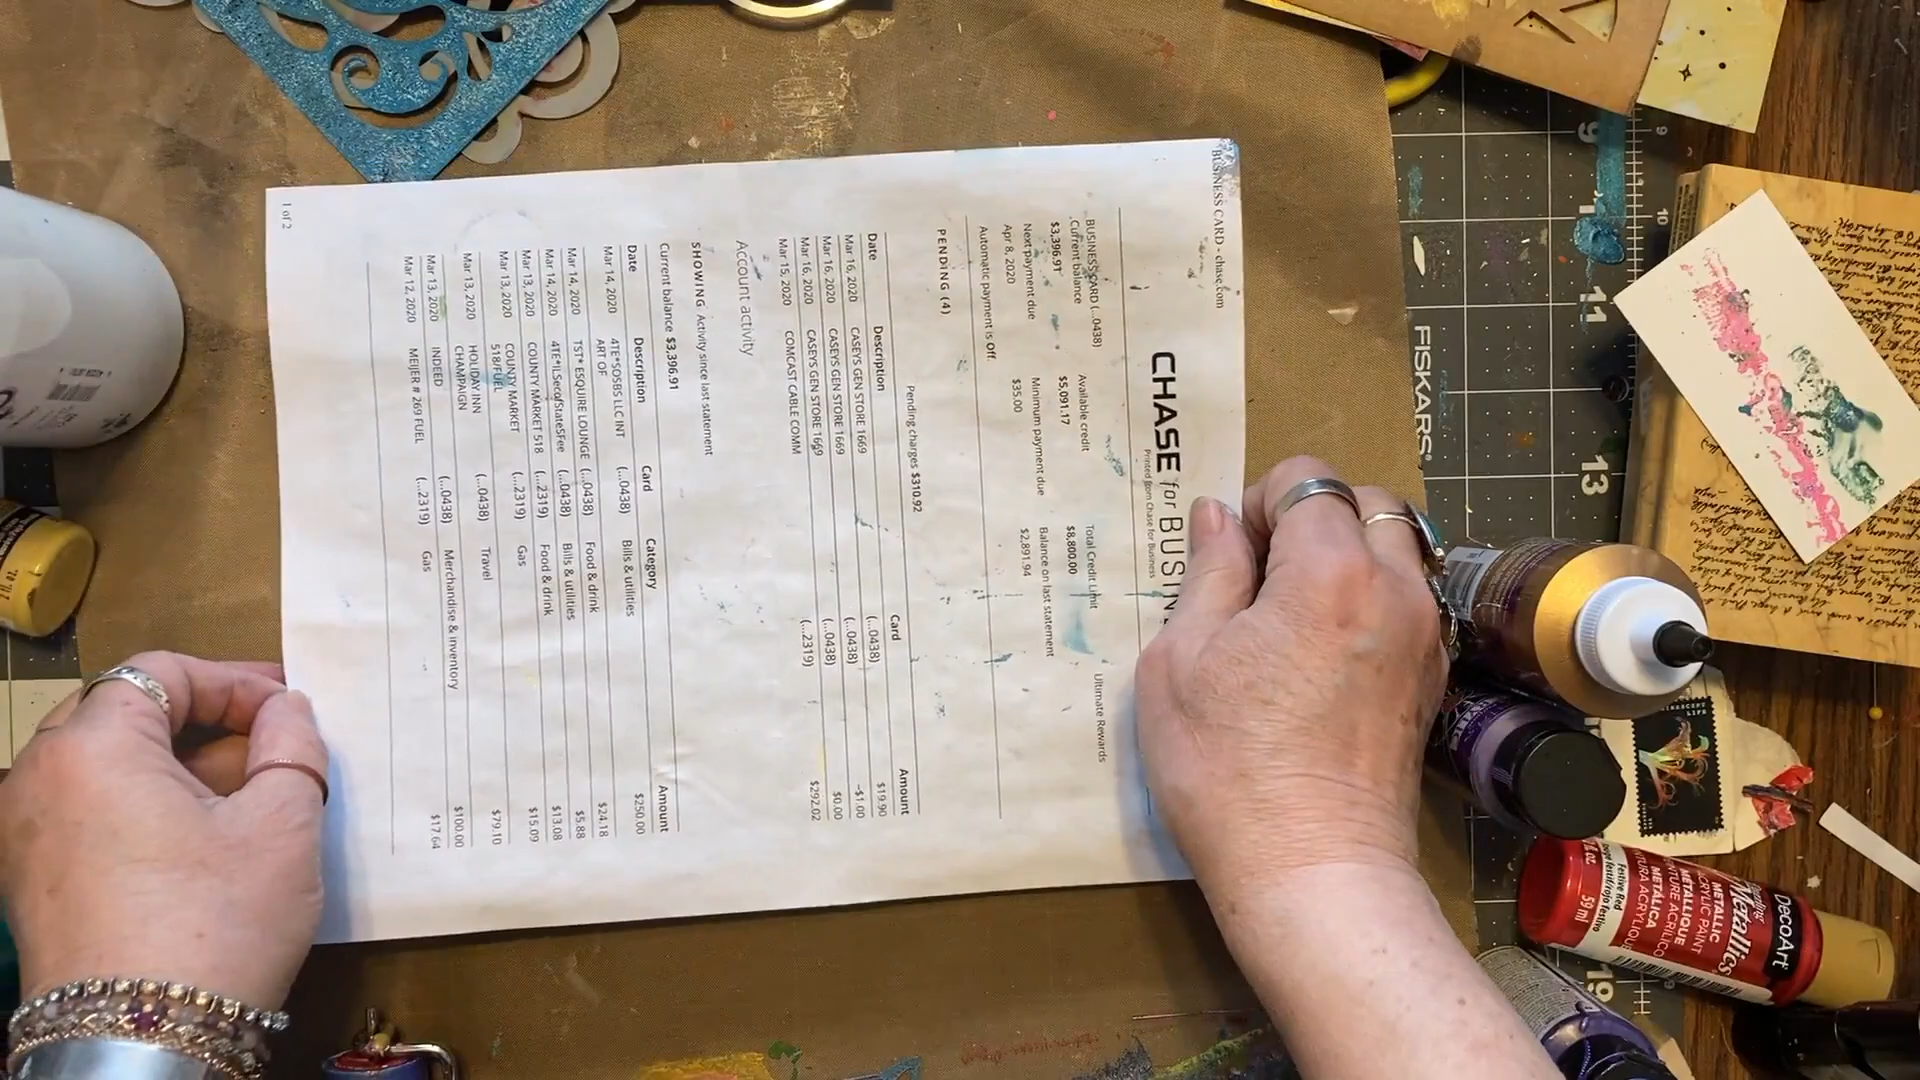 BUSINESS CARD - chase.com
CHASE for BUSIN
Printed from Chase for Business
BUSINESS CARD (...0438)
Current balance Available credit Total Credit Limit Ultimate Rewards
$3,396.91 $5,091.17 $8,800.00
Next payment due Minimum payment due Balance on last statement
Apr 8, 2020 $35.00 $2,891.94
Automatic payment is Off.
PENDING (4)
Pending charges $310.92
Date Description Card Amount
Mar 16, 2020 CASEYS GEN STORE 1669 (...0438) $19.90
Mar 16, 2020 CASEYS GEN STORE 1669 (...0438) -$1.00
Mar 16, 2020 CASEYS GEN STORE 1669 (...0438) $0.00
Mar 15, 2020 COMCAST CABLE COMM (...2319) $292.02
Account activity
SHOWING Activity since last statement
Current balance $3,396.91
Date Description Card Category Amount
Mar 14, 2020 4TE*SOSBS LLC INT (...0438) Bills & utilities $250.00
ART OF
Mar 14, 2020 TST* ESQUIRE LOUNGE (...0438) Food & drink $24.18
Mar 14, 2020 4TE*ILSecofStateSFee (...0438) Bills & utilities $5.88
Mar 13, 2020 COUNTY MARKET 518 (...2319) Food & drink $13.08
Mar 13, 2020 COUNTY MARKET (...2319) Gas $15.09
518/FUEL
Mar 13, 2020 HOLIDAY INN (...0438) Travel $79.10
CHAMPAIGN
Mar 13, 2020 INDEED (...0438) Merchandise & inventory $100.00
Mar 12, 2020 MEIJER # 269 FUEL (...2319) Gas $17.64
1 of 2
FISKARS®
9
9
10
11
13
19
DecoArt
Metallics
METALLIC
ACRYLIC PAINT
MÉTALLIQUE
METÁLICA
Festive Red
59 ml
LIFE